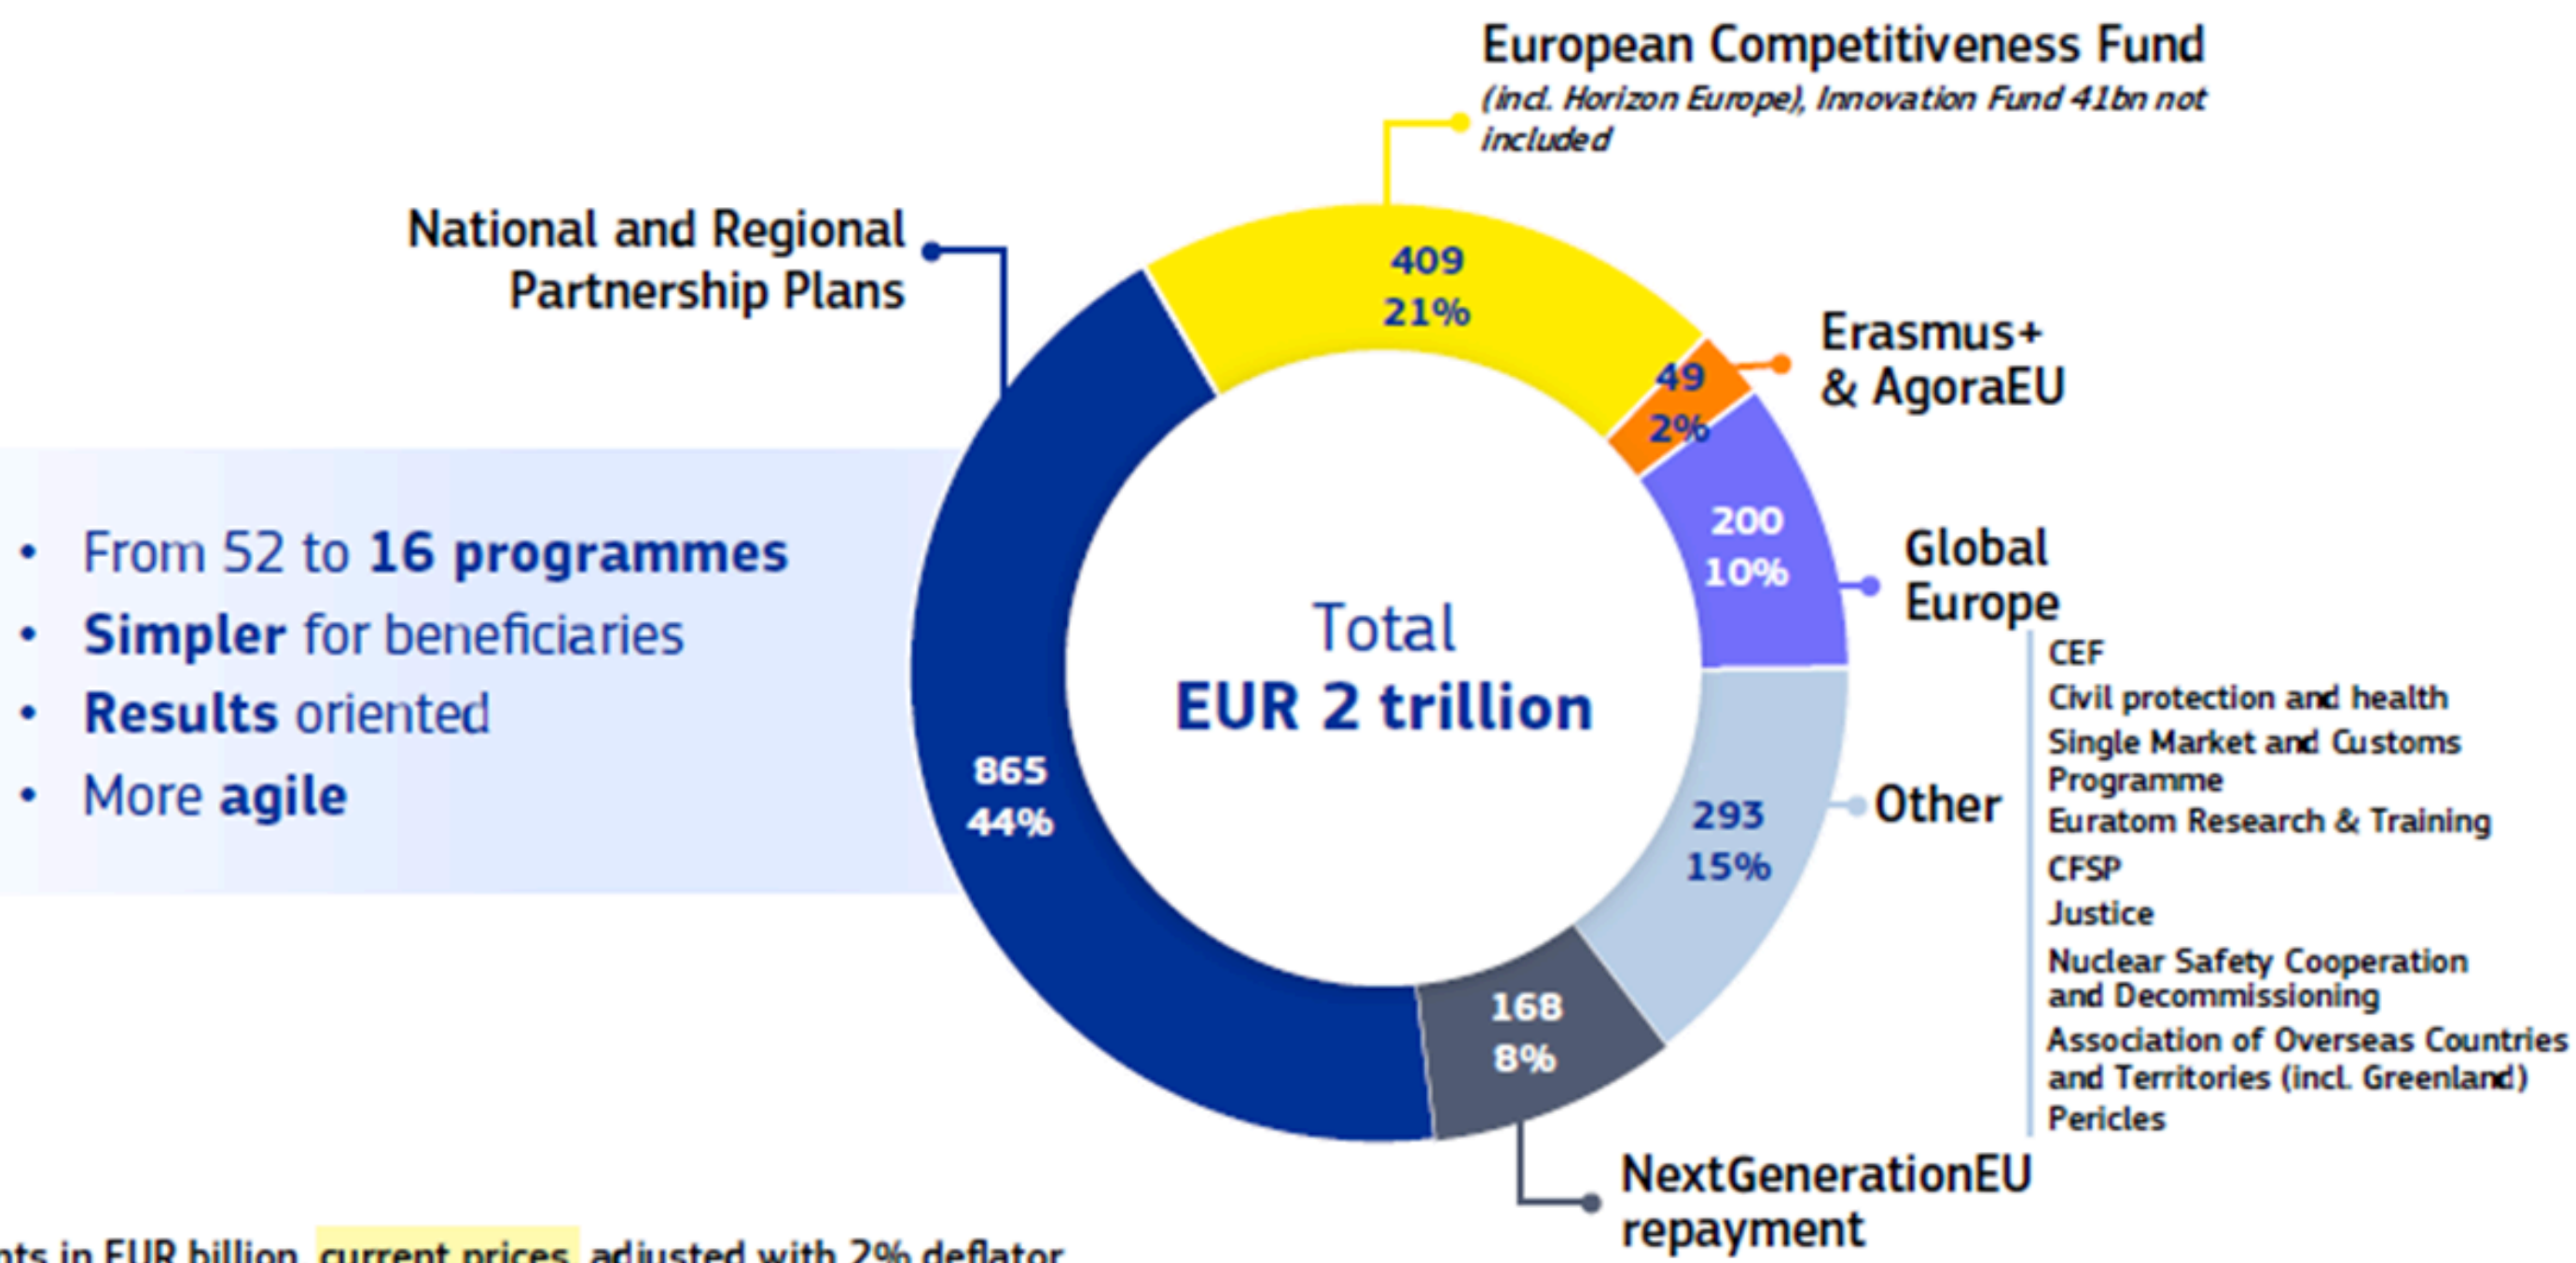 European Competitiveness Fund
(incl. Horizon Europe), Innovation Fund 41bn not
included
National and Regional
Partnership Plans
409
21%
Erasmus+
& AgoraEU
49
2%
200
10%
Global
Europe
• From 52 to 16 programmes
• Simpler for beneficiaries
• Results oriented
• More agile
Total
EUR 2 trillion
865
44%
293
15%
Other
CEF
Civil protection and health
Single Market and Customs
Programme
Euratom Research & Training
CFSP
Justice
Nuclear Safety Cooperation
and Decommissioning
Association of Overseas Countries
and Territories (incl. Greenland)
Pericles
168
8%
NextGenerationEU
repayment
in EUR billion, current prices, adjusted with 2% deflator